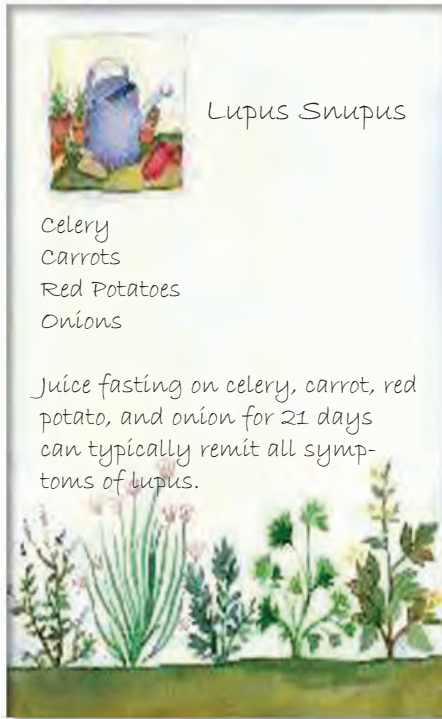 Lupus Snupus
Celery
Carrots
Red Potatoes
Onions
Juice fasting on celery, carrot, red
potato, and onion for 21 days
can typically remit all symp-
toms of lupus.